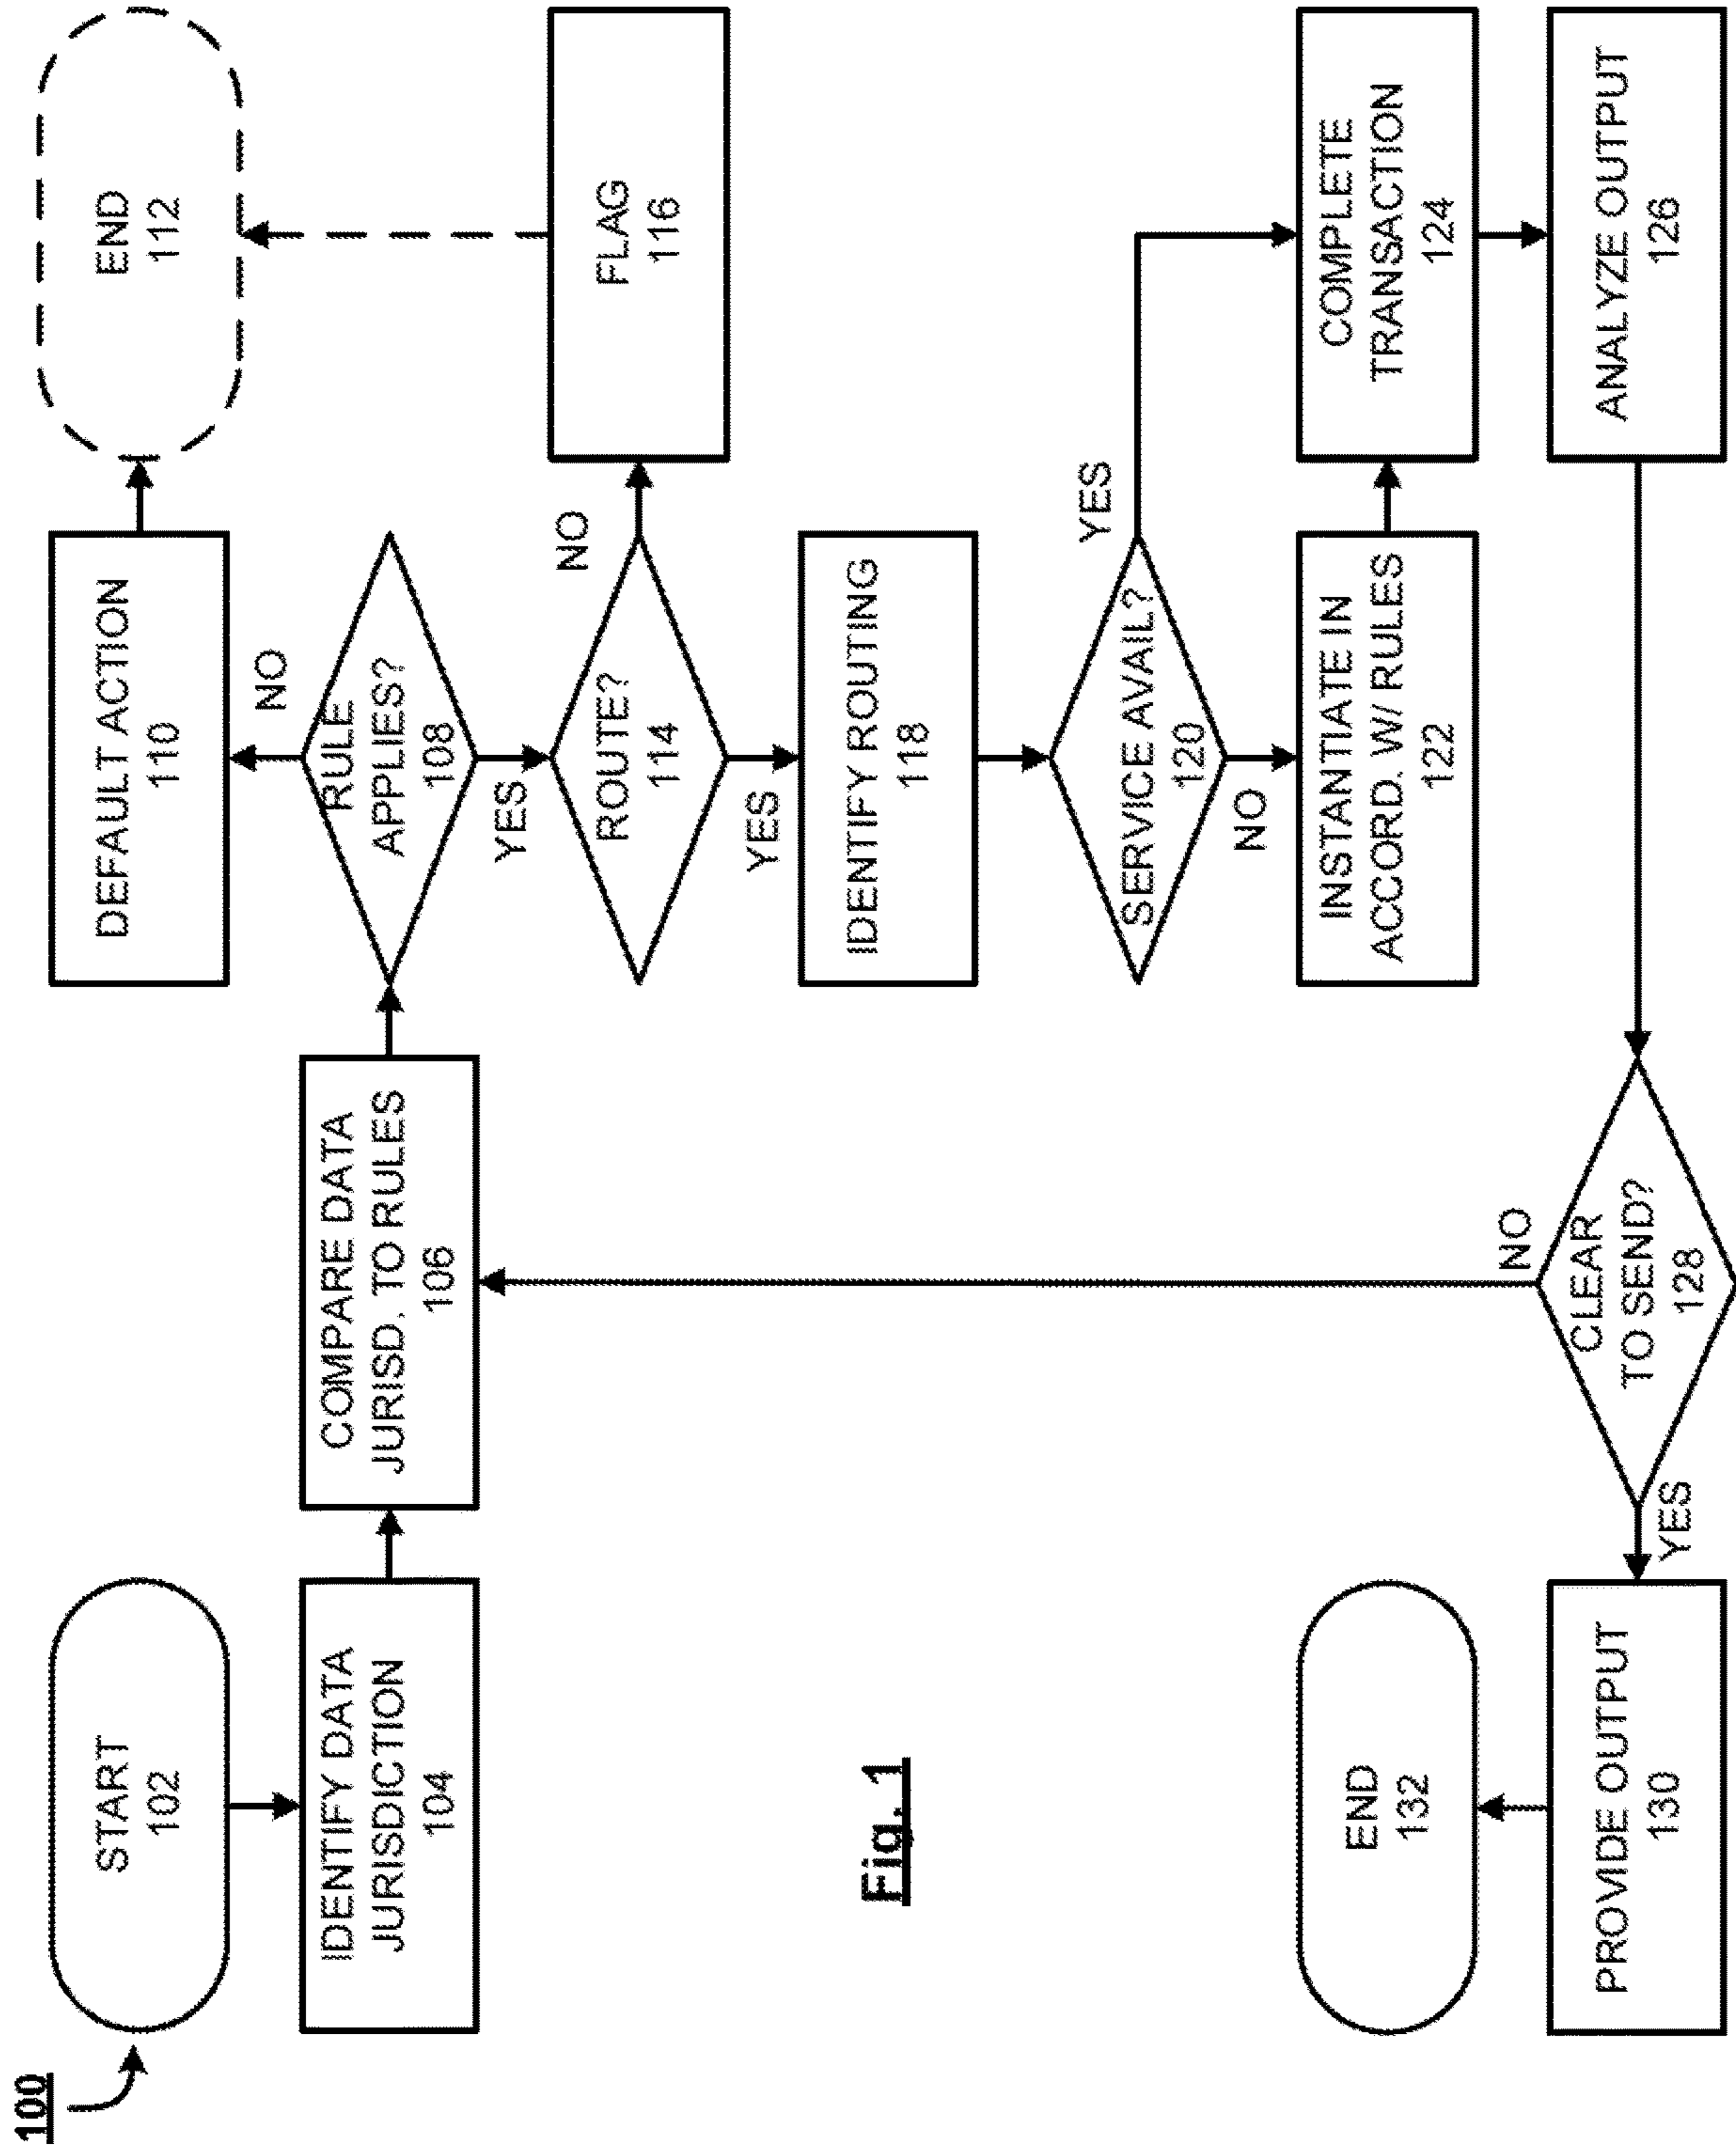 100
START
102
IDENTIFY DATA
JURISDICTION
104
COMPARE DATA
JURISD. TO RULES
106
RULE
APPLIES?
108
NO
DEFAULT ACTION
110
END
112
YES
ROUTE?
114
NO
FLAG
116
YES
IDENTIFY ROUTING
118
SERVICE AVAIL?
120
YES
NO
INSTANTIATE IN
ACCORD. W/ RULES
122
COMPLETE
TRANSACTION
124
ANALYZE OUTPUT
126
CLEAR
TO SEND?
128
NO
YES
PROVIDE OUTPUT
130
END
132
Fig. 1